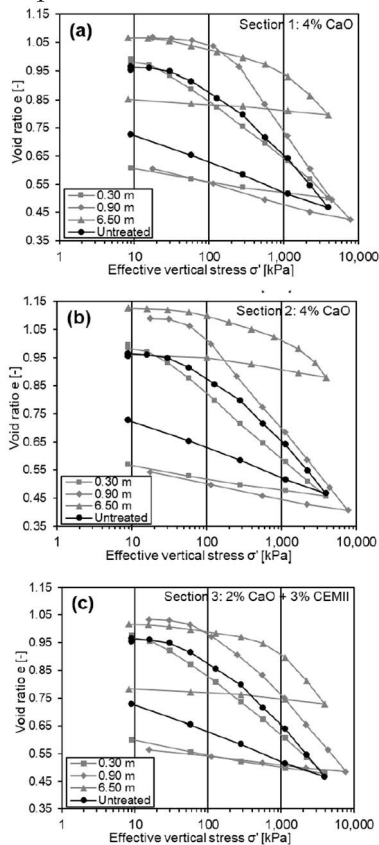 (a) Section 1: 4% CaO
Void ratio e [-]
1.15
1.05
0.95
0.85
0.75
0.65
0.55
0.45
0.35
0.30 m
0.90 m
6.50 m
Untreated
1 10 100 1,000 10,000
Effective vertical stress σ' [kPa]
(b) Section 2: 4% CaO
Void ratio e [-]
1.15
1.05
0.95
0.85
0.75
0.65
0.55
0.45
0.35
0.30 m
0.90 m
6.50 m
Untreated
1 10 100 1,000 10,000
Effective vertical stress σ' [kPa]
(c) Section 3: 2% CaO + 3% CEMII
Void ratio e [-]
1.15
1.05
0.95
0.85
0.75
0.65
0.55
0.45
0.35
0.30 m
0.90 m
6.50 m
Untreated
1 10 100 1,000 10,000
Effective vertical stress σ' [kPa]